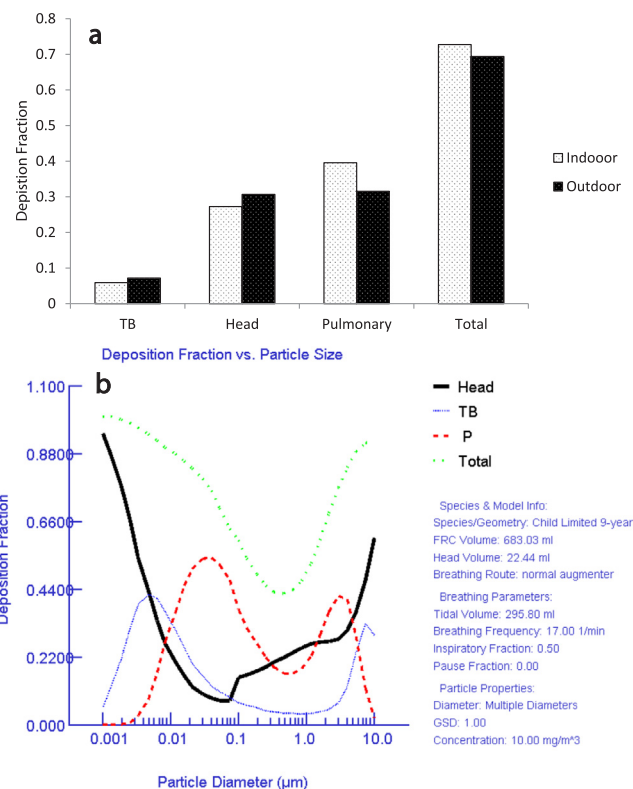 a
0.8
0.7
0.6
0.5
0.4
0.3
0.2
0.1
0
Depistion Fraction
TB Head Pulmonary Total
Indooor
Outdoor
Deposition Fraction vs. Particle Size
b
1.100
0.8800
0.6600
0.4400
0.2200
0.000
Deposition Fraction
0.001 0.01 0.1 1.0 10.0
Particle Diameter (μm)
Head
TB
P
Total
Species & Model Info:
Species/Geometry: Child Limited 9-year
FRC Volume: 683.03 ml
Head Volume: 22.44 ml
Breathing Route: normal augmenter
Breathing Parameters:
Tidal Volume: 295.80 ml
Breathing Frequency: 17.00 1/min
Inspiratory Fraction: 0.50
Pause Fraction: 0.00
Particle Properties:
Diameter: Multiple Diameters
GSD: 1.00
Concentration: 10.00 mg/m^3